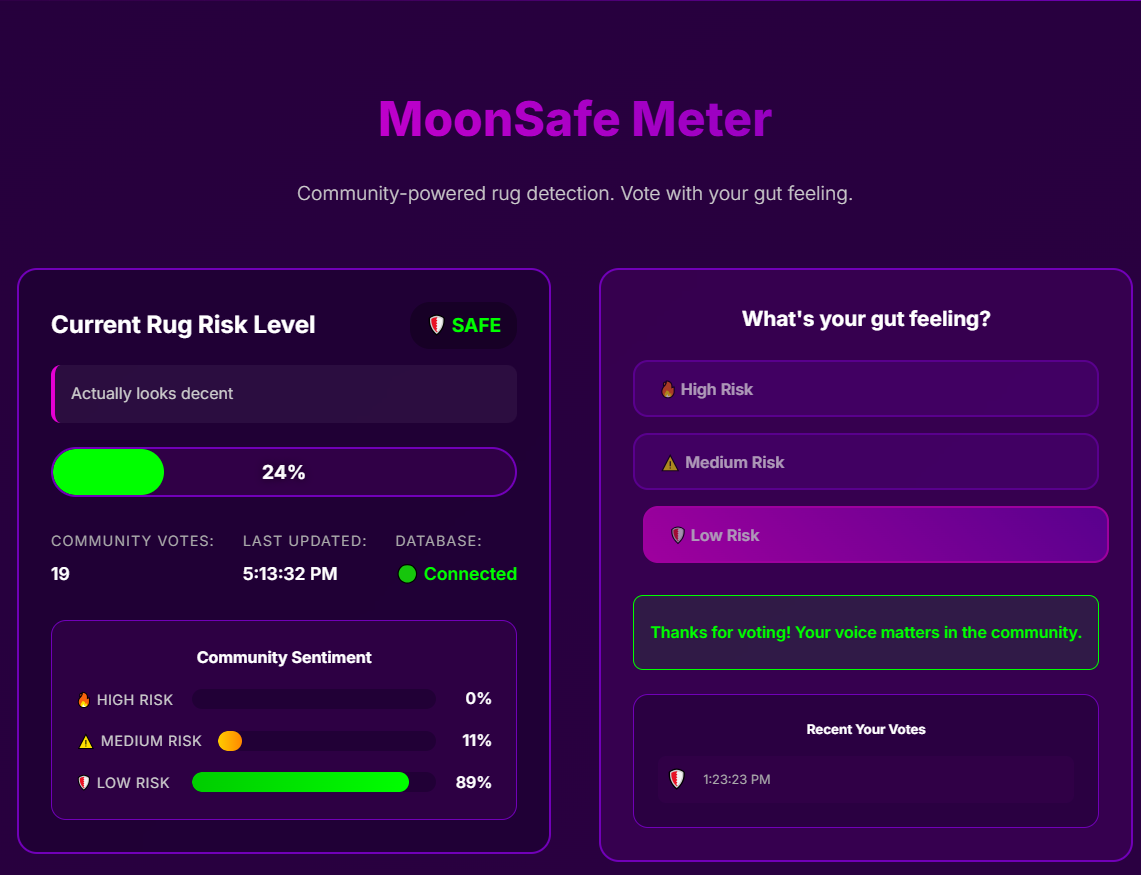 MoonSafe Meter
Community-powered rug detection. Vote with your gut feeling.
Current Rug Risk Level
SAFE
Actually looks decent
24%
COMMUNITY VOTES:
19
LAST UPDATED:
5:13:32 PM
DATABASE:
Connected
Community Sentiment
HIGH RISK 0%
MEDIUM RISK 11%
LOW RISK 89%
What's your gut feeling?
High Risk
Medium Risk
Low Risk
Thanks for voting! Your voice matters in the community.
Recent Your Votes
1:23:23 PM